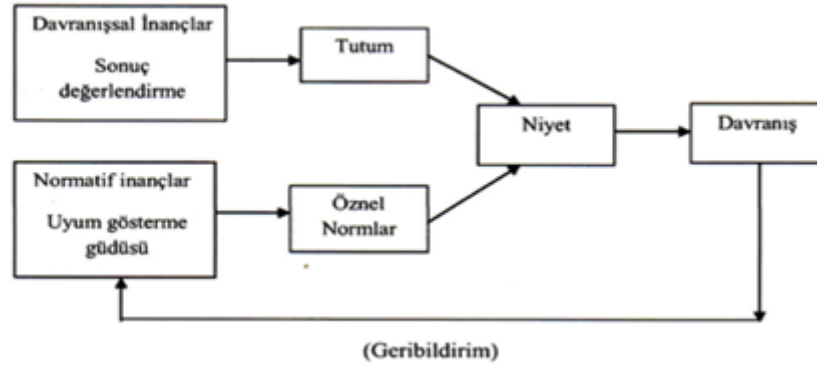 Davranışsal İnançlar
Sonuç
değerlendirme
Tutum
Niyet
Davranış
Normatif inançlar
Uyum gösterme
güdüsü
Öznel
Normlar
(Geribildirim)